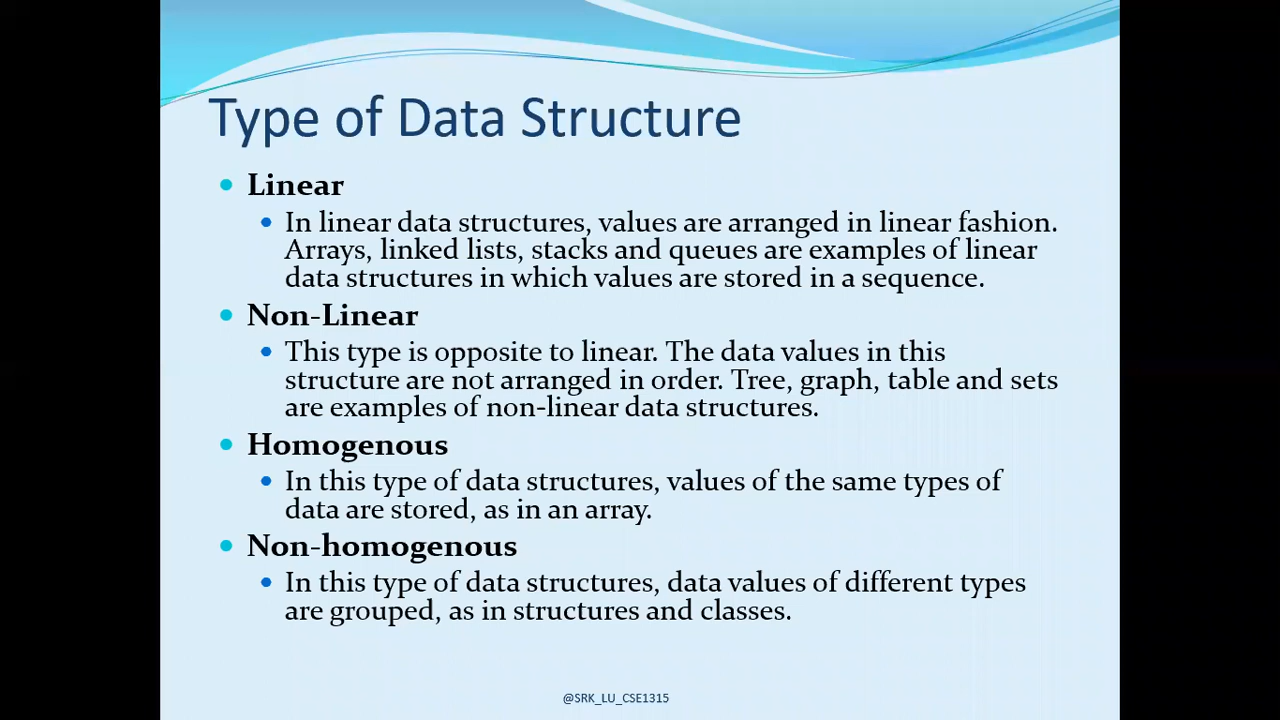 Type of Data Structure
• Linear
• In linear data structures, values are arranged in linear fashion.
Arrays, linked lists, stacks and queues are examples of linear
data structures in which values are stored in a sequence.
• Non-Linear
• This type is opposite to linear. The data values in this
structure are not arranged in order. Tree, graph, table and sets
are examples of non-linear data structures.
• Homogenous
• In this type of data structures, values of the same types of
data are stored, as in an array.
• Non-homogenous
• In this type of data structures, data values of different types
are grouped, as in structures and classes.
@SRK_LU_CSE1315